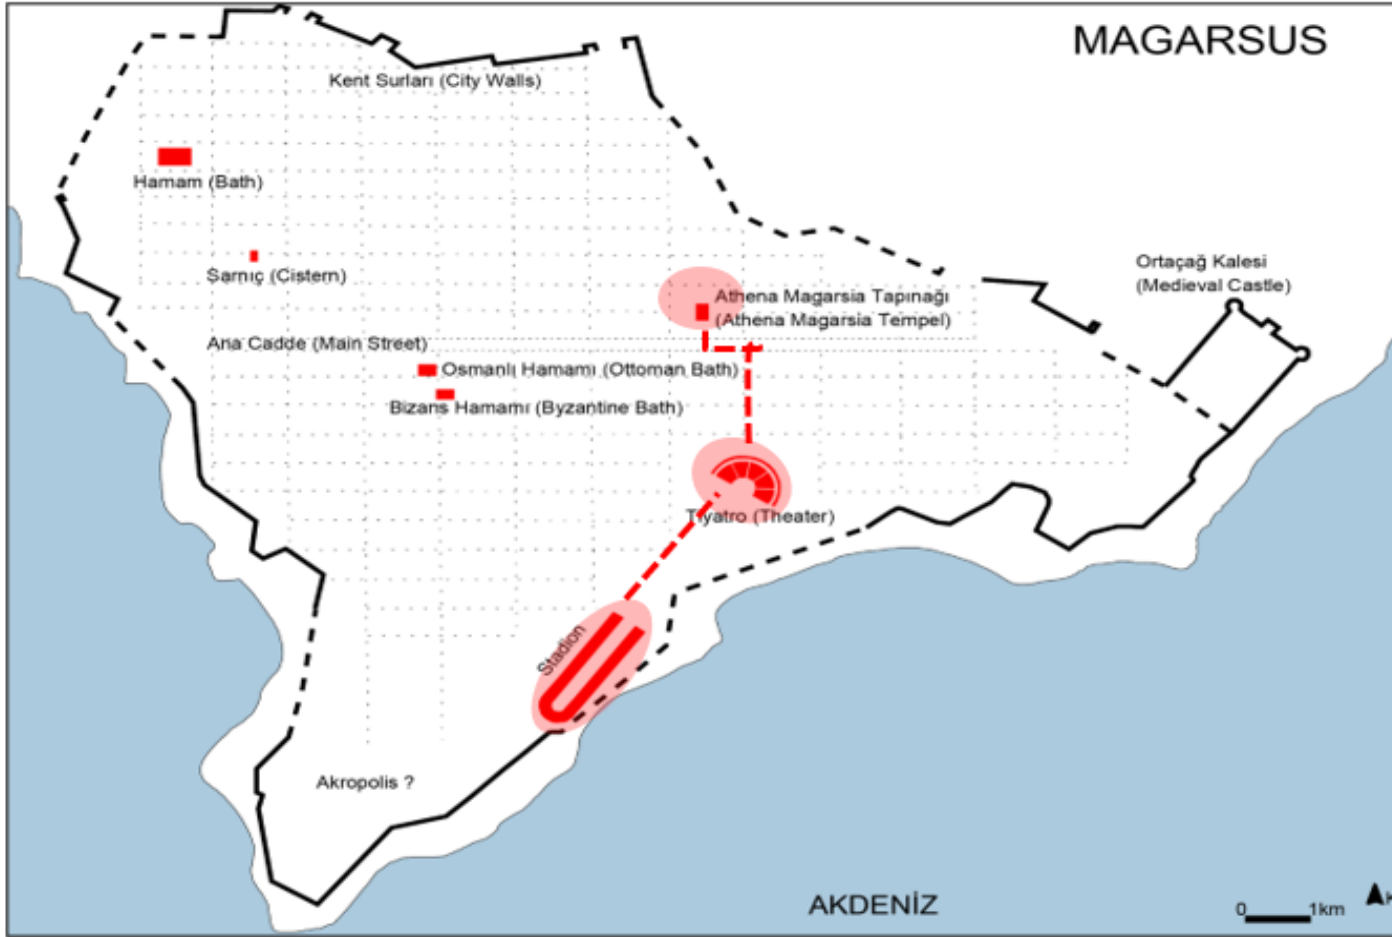 MAGARSUS
Kent Surları (City Walls)
Hamam (Bath)
Sarnıç (Cistern)
Ortaçağ Kalesi
(Medieval Castle)
Athena Magarsia Tapınağı
(Athena Magarsia Tempel)
Ana Cadde (Main Street)
Osmanlı Hamamı (Ottoman Bath)
Bizans Hamamı (Byzantine Bath)
Tiyatro (Theater)
Stadion
Akropolis ?
AKDENİZ
0 1km
K